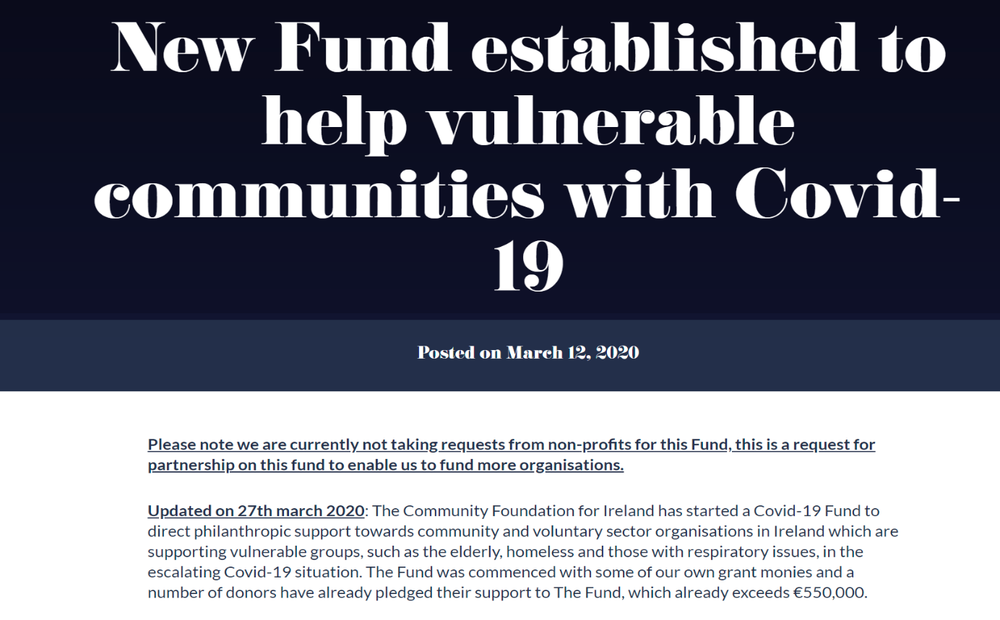 New Fund established to
help vulnerable
communities with Covid-
19
Posted on March 12, 2020
Please note we are currently not taking requests from non-profits for this Fund, this is a request for
partnership on this fund to enable us to fund more organisations.
Updated on 27th march 2020: The Community Foundation for Ireland has started a Covid-19 Fund to
direct philanthropic support towards community and voluntary sector organisations in Ireland which are
supporting vulnerable groups, such as the elderly, homeless and those with respiratory issues, in the
escalating Covid-19 situation. The Fund was commenced with some of our own grant monies and a
number of donors have already pledged their support to The Fund, which already exceeds €550,000.